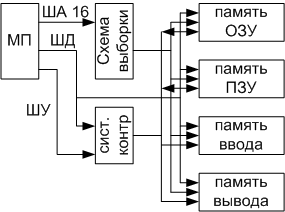 МП
ША 16
ШД
ШУ
Схема
выборки
сист.
контр
память
ОЗУ
память
ПЗУ
память
ввода
память
вывода